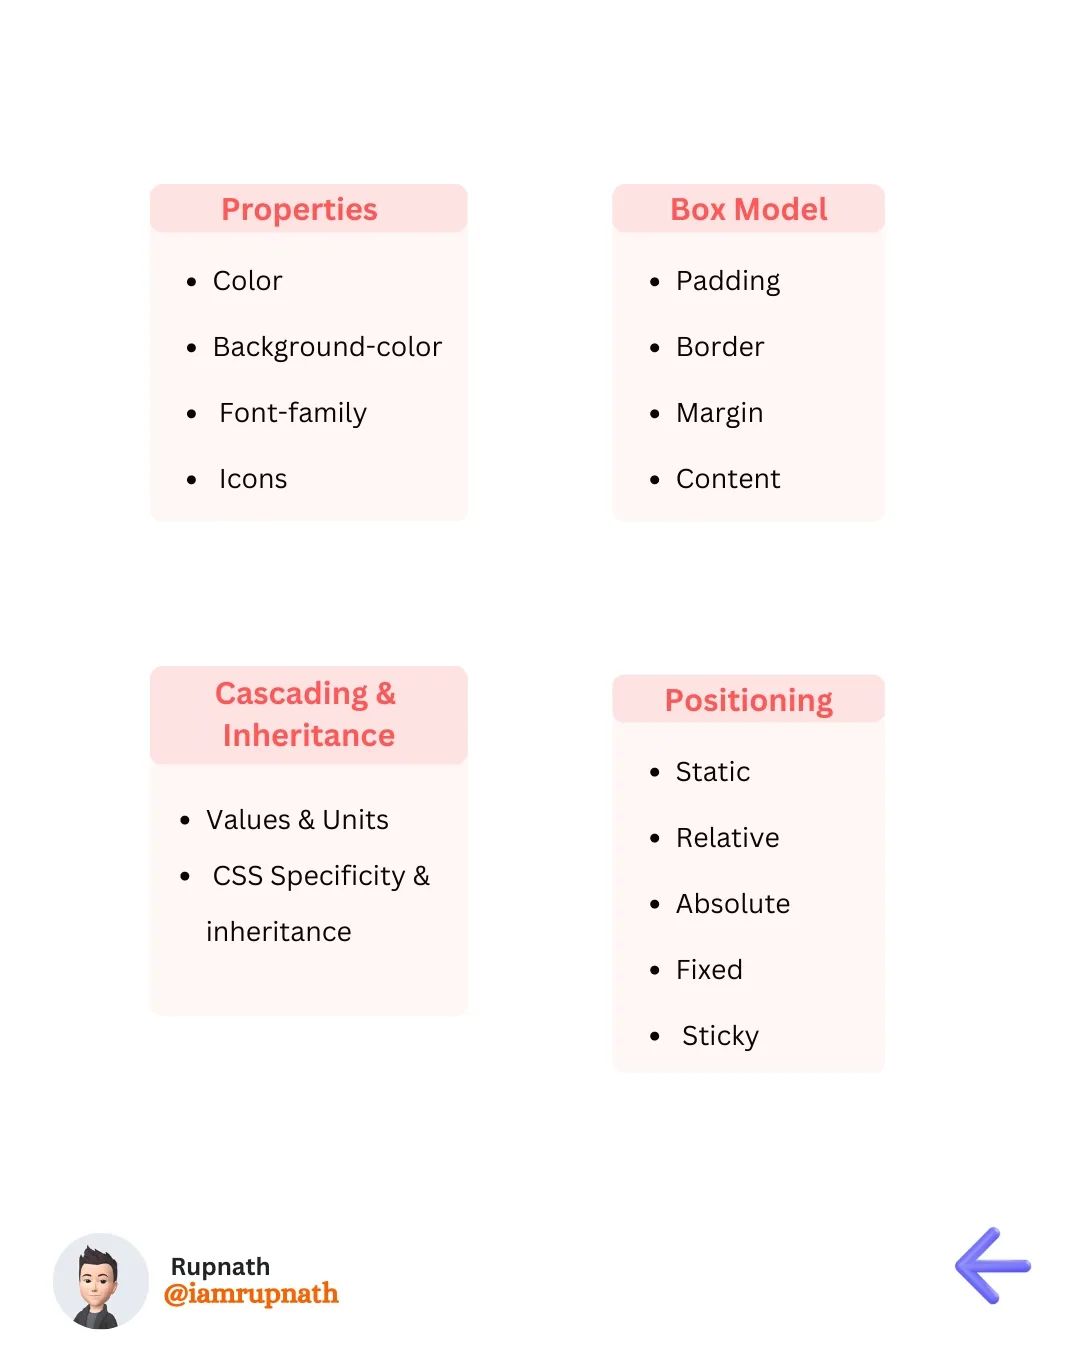 Properties
• Color
• Background-color
• Font-family
• Icons
Box Model
• Padding
• Border
• Margin
• Content
Cascading &
Inheritance
• Values & Units
• CSS Specificity &
inheritance
Positioning
• Static
• Relative
• Absolute
• Fixed
• Sticky
Rupnath
@iamrupnath